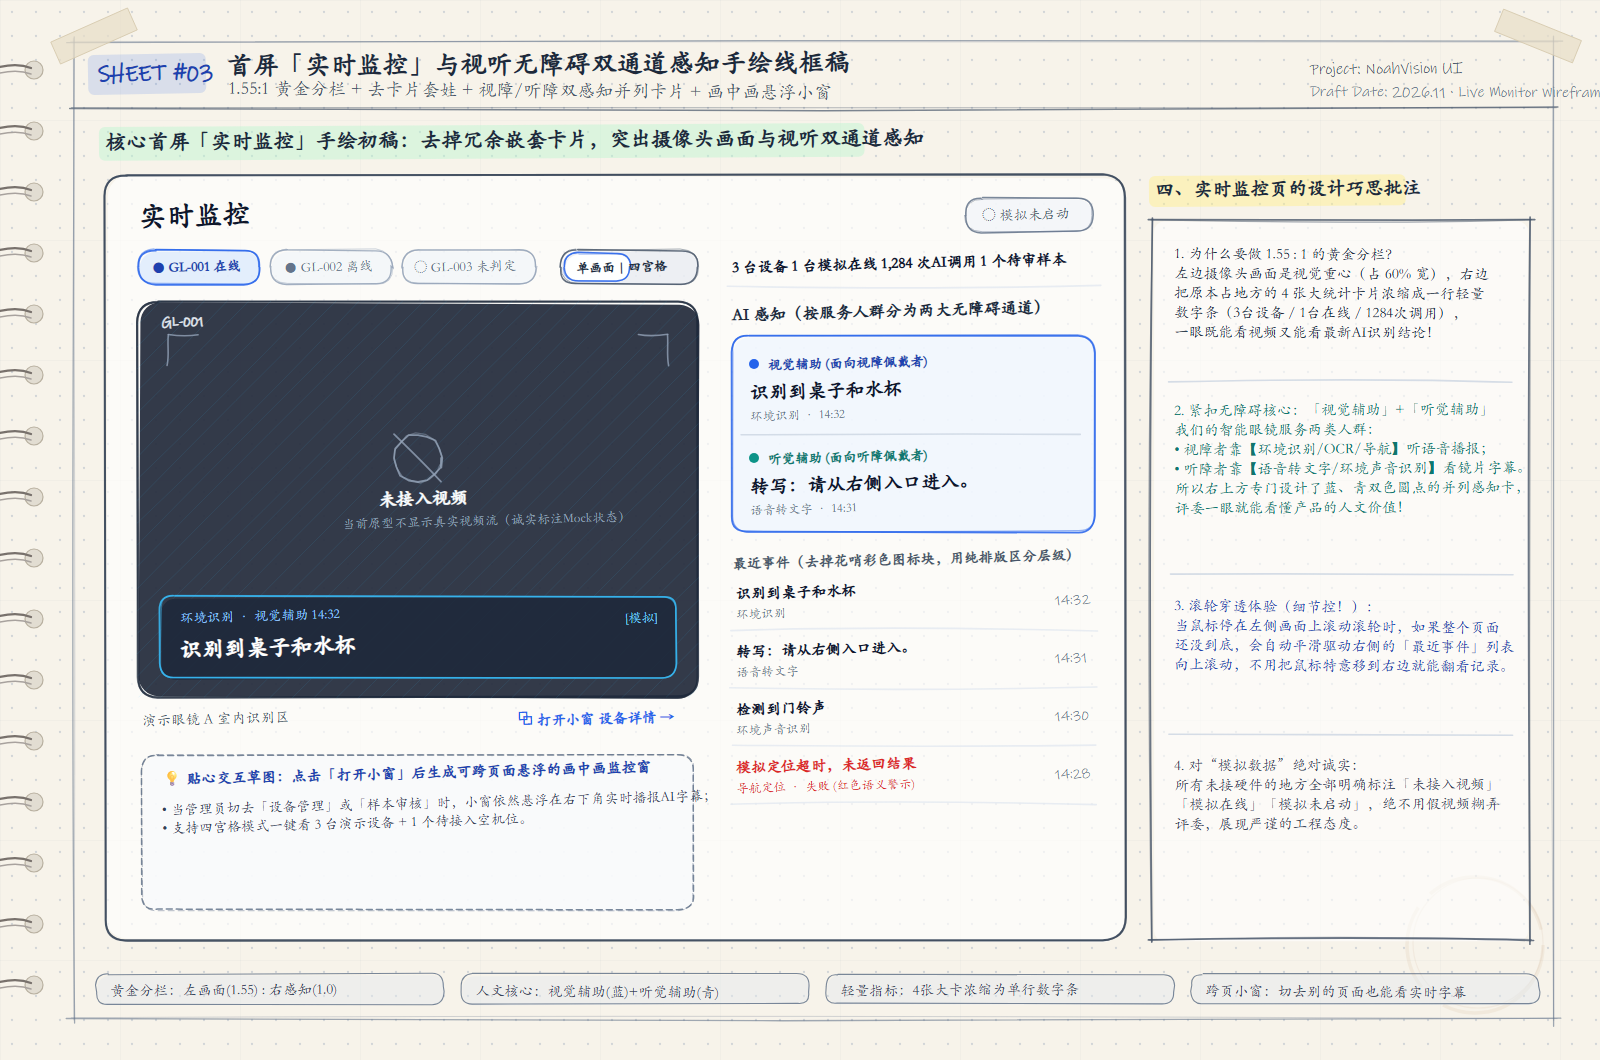 SHEET #03
首屏「实时监控」与视听无障碍双通道感知手绘线框稿
1.55:1 黄金分栏 + 去卡片套娃 + 视障/听障双感知并列卡片 + 画中画悬浮小窗
Project: NoahVision UI
Draft Date: 2026.11 · Live Monitor Wirefram
核心首屏「实时监控」手绘初稿：去掉冗余嵌套卡片，突出摄像头画面与视听双通道感知
实时监控
模拟未启动
GL-001 在线
GL-002 离线
GL-003 未判定
单画面 | 四宫格
GL-001
未接入视频
当前原型不显示真实视频流（诚实标注Mock状态）
环境识别 · 视觉辅助 14:32
[模拟]
识别到桌子和水杯
演示眼镜 A 室内识别区
打开小窗 设备详情 →
💡 贴心交互草图：点击「打开小窗」后生成可跨页面悬浮的画中画监控窗
• 当管理员切去「设备管理」或「样本审核」时，小窗依然悬浮在右下角实时播报AI字幕；
• 支持四宫格模式一键看 3 台演示设备 + 1 个待接入空机位。
3 台设备 1 台模拟在线 1,284 次AI调用 1 个待审样本
AI 感知（按服务人群分为两大无障碍通道）
视觉辅助 (面向视障佩戴者)
识别到桌子和水杯
环境识别 · 14:32
听觉辅助 (面向听障佩戴者)
转写：请从右侧入口进入。
语音转文字 · 14:31
最近事件（去掉花哨彩色图标块，用纯排版区分层级）
识别到桌子和水杯
环境识别
14:32
转写：请从右侧入口进入。
语音转文字
14:31
检测到门铃声
环境声音识别
14:30
模拟定位超时，未返回结果
导航定位 · 失败 (红色语义警示)
14:28
四、实时监控页的设计巧思批注
1. 为什么要做 1.55 : 1 的黄金分栏?
左边摄像头画面是视觉重心（占 60% 宽），右边
把原本占地方的 4 张大统计卡片浓缩成一行轻量
数字条（3台设备 / 1台在线 / 1284次调用），
一眼既能看视频又能看最新AI识别结论！
2. 紧扣无障碍核心：「视觉辅助」+「听觉辅助」
我们的智能眼镜服务两类人群：
• 视障者靠【环境识别/OCR/导航】听语音播报；
• 听障者靠【语音转文字/环境声音识别】看镜片字幕。
所以右上方专门设计了蓝、青双色圆点的并列感知卡，
评委一眼就能看懂产品的人文价值！
3. 滚轮穿透体验（细节控！）：
当鼠标停在左侧画面上滚动滚轮时，如果整个页面
还没到底，会自动平滑驱动右侧的「最近事件」列表
向上滚动，不用把鼠标特意移到右边就能翻看记录。
4. 对“模拟数据”绝对诚实：
所有未接硬件的地方全部明确标注「未接入视频」
「模拟在线」「模拟未启动」，绝不用假视频糊弄
评委，展现严谨的工程态度。
黄金分栏：左画面(1.55) : 右感知(1.0)
人文核心：视觉辅助(蓝)+听觉辅助(青)
轻量指标：4张大卡浓缩为单行数字条
跨页小窗：切去别的页面也能看实时字幕